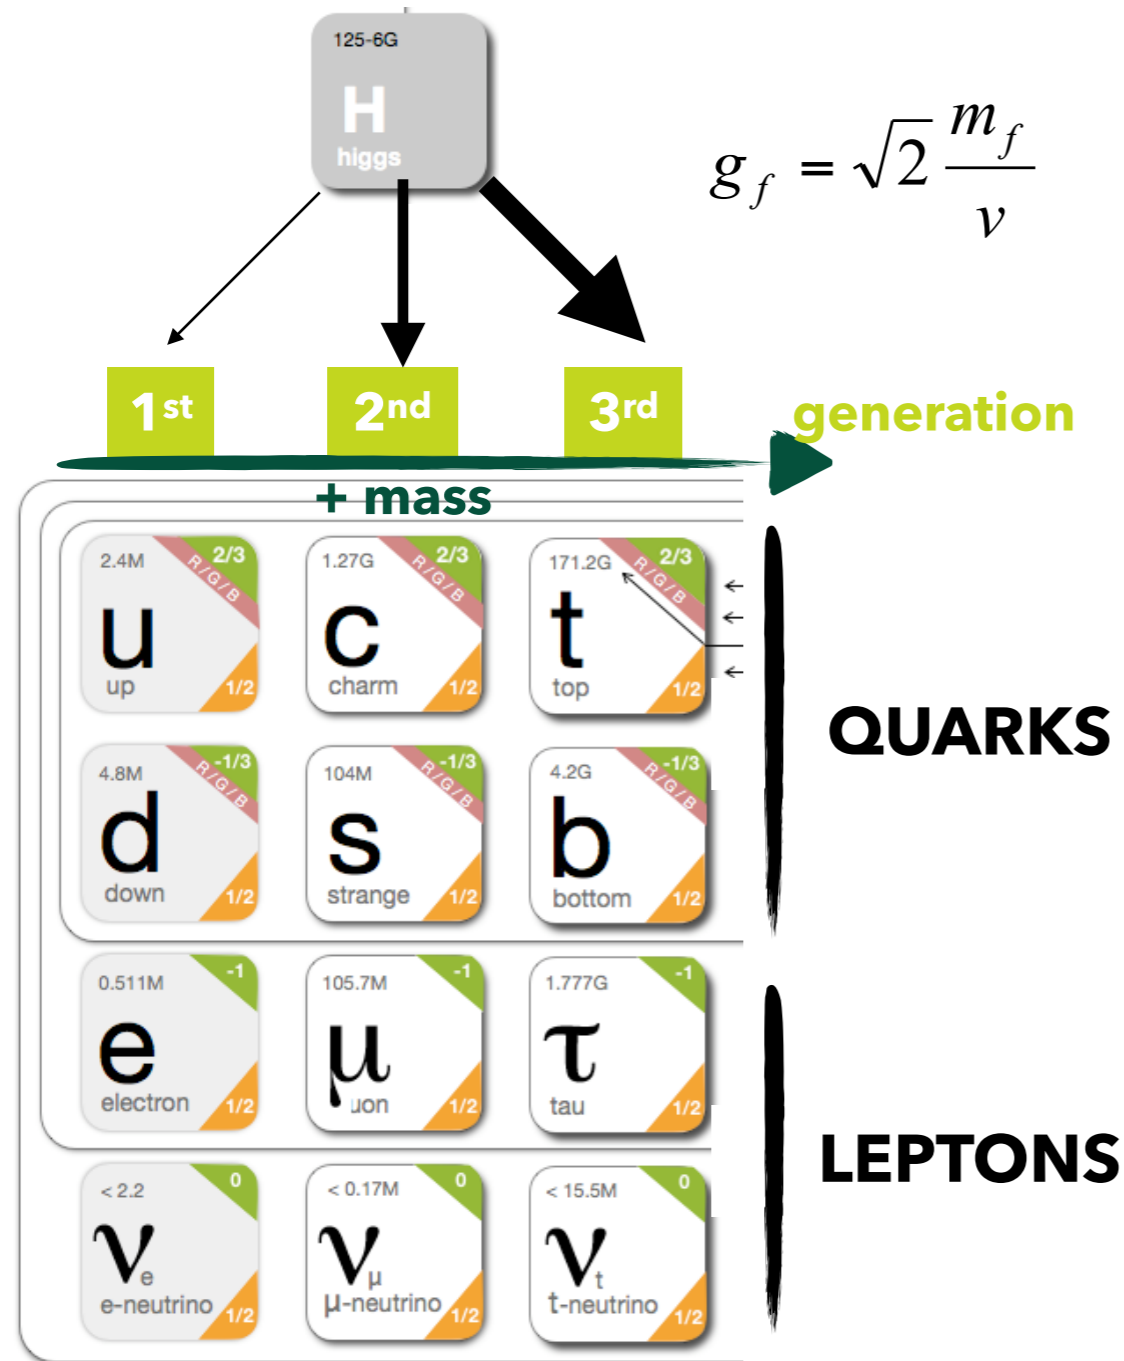 125-6G
H
higgs
g_f = √2 m_f / v
1st 2nd 3rd generation
+ mass
2.4M 2/3 1.27G 2/3 171.2G 2/3
R/G/B R/G/B R/G/B
u c t
up 1/2 charm 1/2 top 1/2
QUARKS
4.8M -1/3 104M -1/3 4.2G -1/3
R/G/B R/G/B R/G/B
d s b
down 1/2 strange 1/2 bottom 1/2
0.511M -1 105.7M -1 1.777G -1
e μ τ
electron 1/2 uon 1/2 tau 1/2
LEPTONS
< 2.2 0 < 0.17M 0 < 15.5M 0
νe νμ νt
e-neutrino 1/2 μ-neutrino 1/2 t-neutrino 1/2